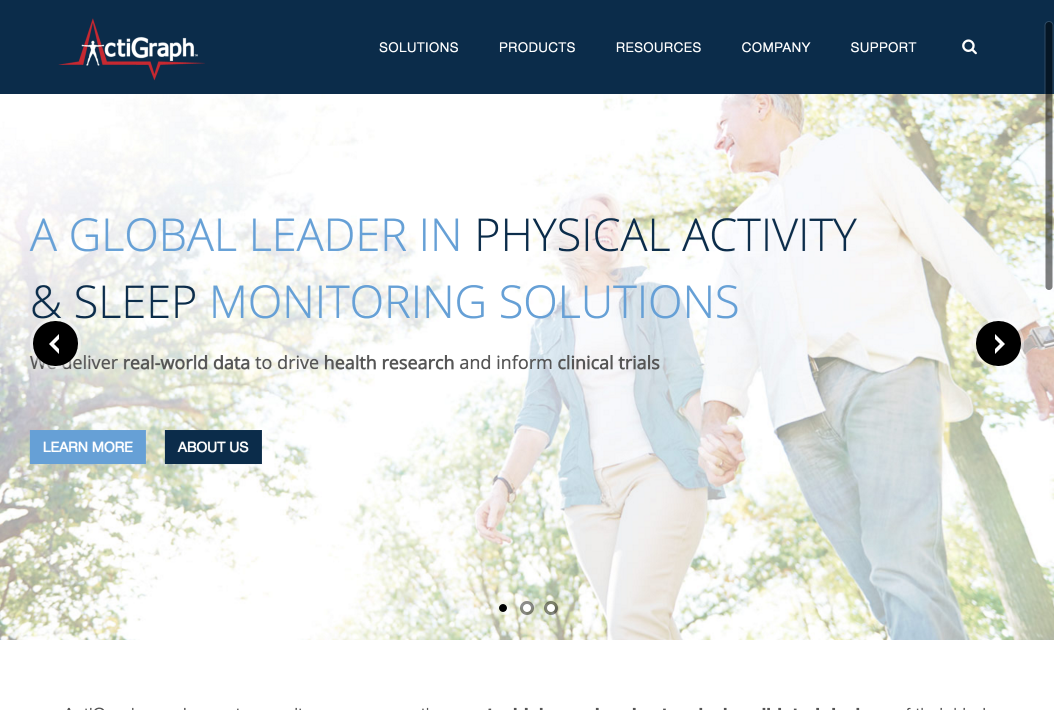 ActiGraph
SOLUTIONS PRODUCTS RESOURCES COMPANY SUPPORT
A GLOBAL LEADER IN PHYSICAL ACTIVITY
& SLEEP MONITORING SOLUTIONS
We deliver real-world data to drive health research and inform clinical trials
LEARN MORE ABOUT US